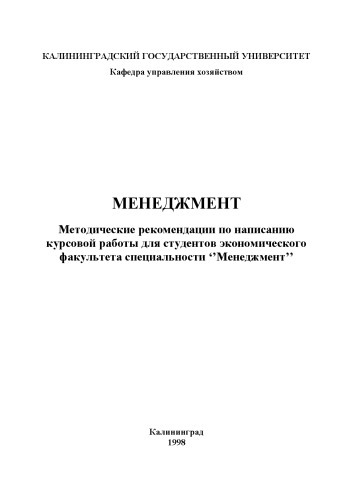 КАЛИНИНГРАДСКИЙ ГОСУДАРСТВЕННЫЙ УНИВЕРСИТЕТ
Кафедра управления хозяйством
МЕНЕДЖМЕНТ
Методические рекомендации по написанию
курсовой работы для студентов экономического
факультета специальности ‘’Менеджмент’’
Калининград
1998